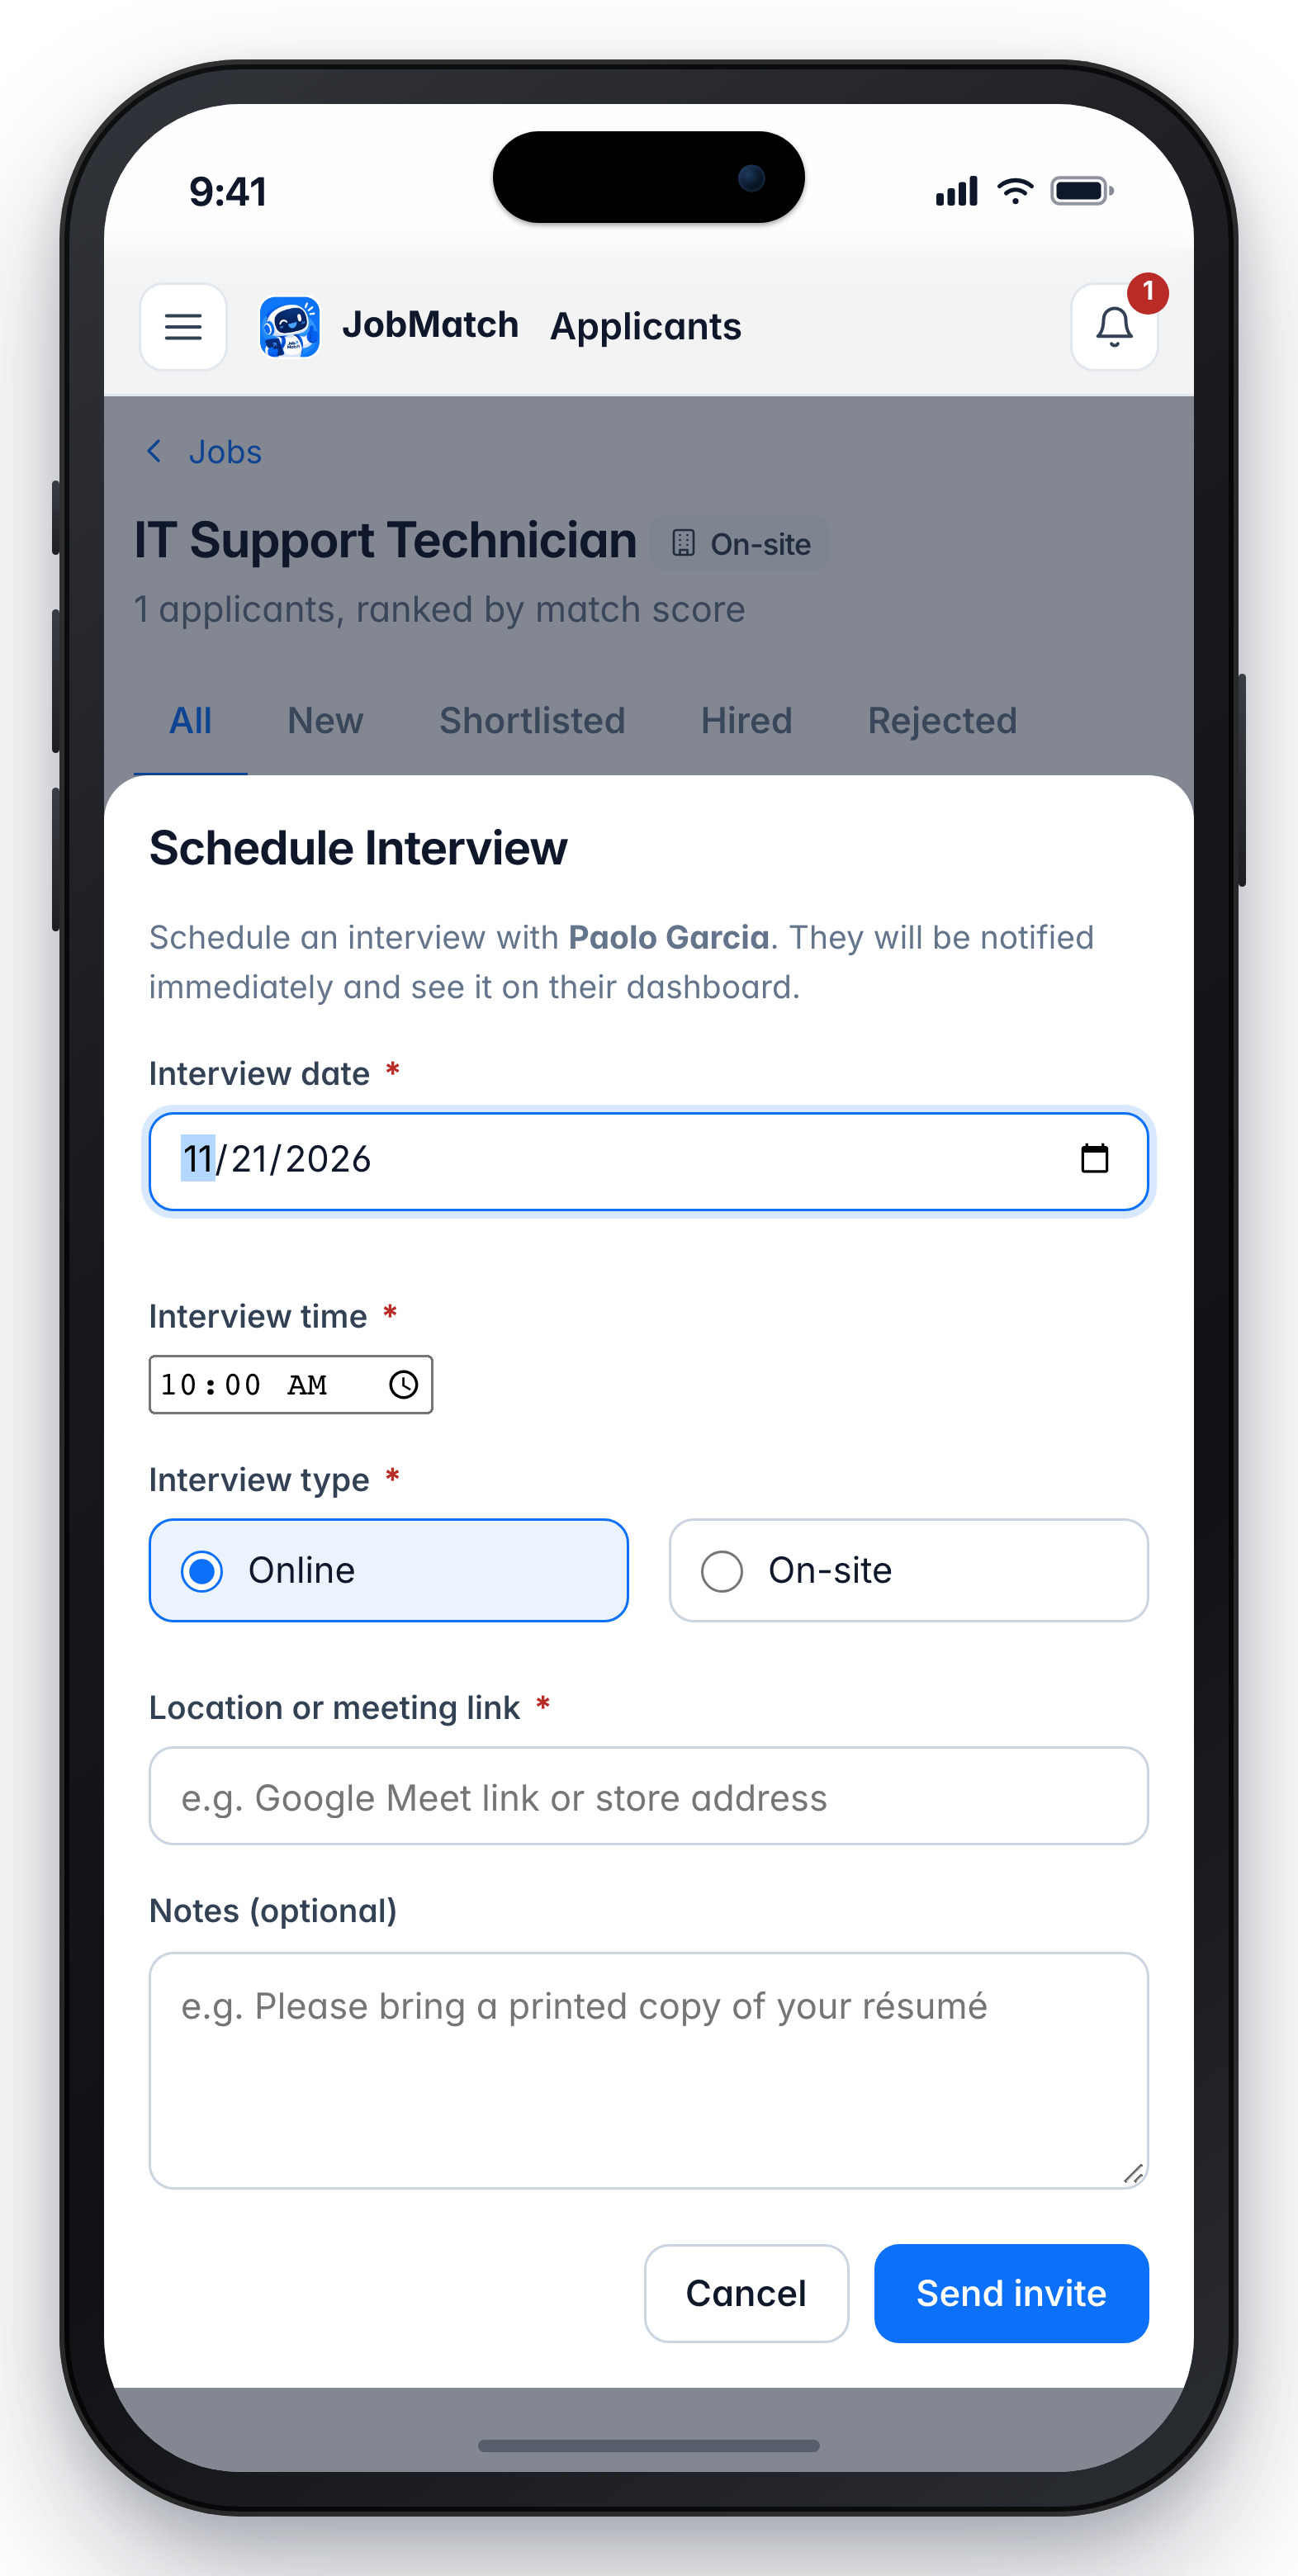 9:41
JobMatch Applicants
1
Jobs
IT Support Technician On-site
1 applicants, ranked by match score
All New Shortlisted Hired Rejected
Schedule Interview
Schedule an interview with Paolo Garcia. They will be notified
immediately and see it on their dashboard.
Interview date *
11/21/2026
Interview time *
10:00 AM
Interview type *
Online On-site
Location or meeting link *
e.g. Google Meet link or store address
Notes (optional)
e.g. Please bring a printed copy of your résumé
Cancel Send invite